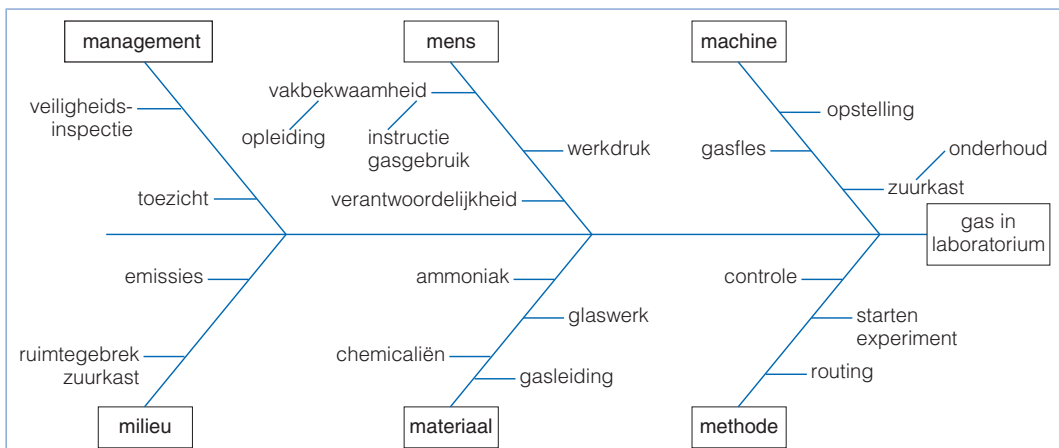 management
mens
machine
veiligheids-
inspectie
toezicht
vakbekwaamheid
opleiding
instructie
gasgebruik
werkdruk
verantwoordelijkheid
opstelling
gasfles
onderhoud
zuurkast
gas in
laboratorium
emissies
ruimtegebrek
zuurkast
ammoniak
glaswerk
chemicaliën
gasleiding
controle
starten
experiment
routing
milieu
materiaal
methode